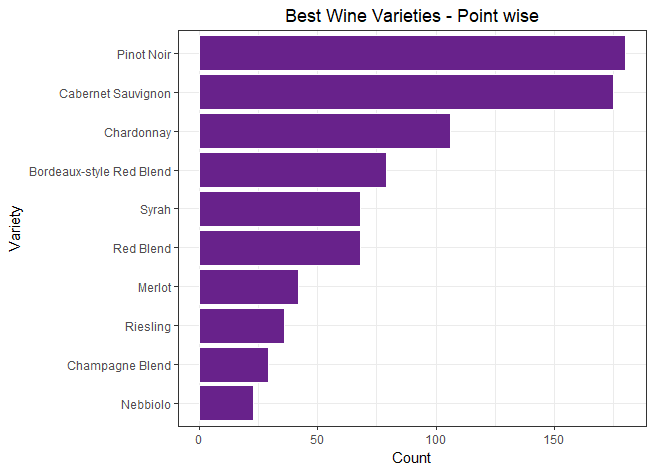 Best Wine Varieties - Point wise
Variety
Pinot Noir
Cabernet Sauvignon
Chardonnay
Bordeaux-style Red Blend
Syrah
Red Blend
Merlot
Riesling
Champagne Blend
Nebbiolo
0 50 100 150
Count